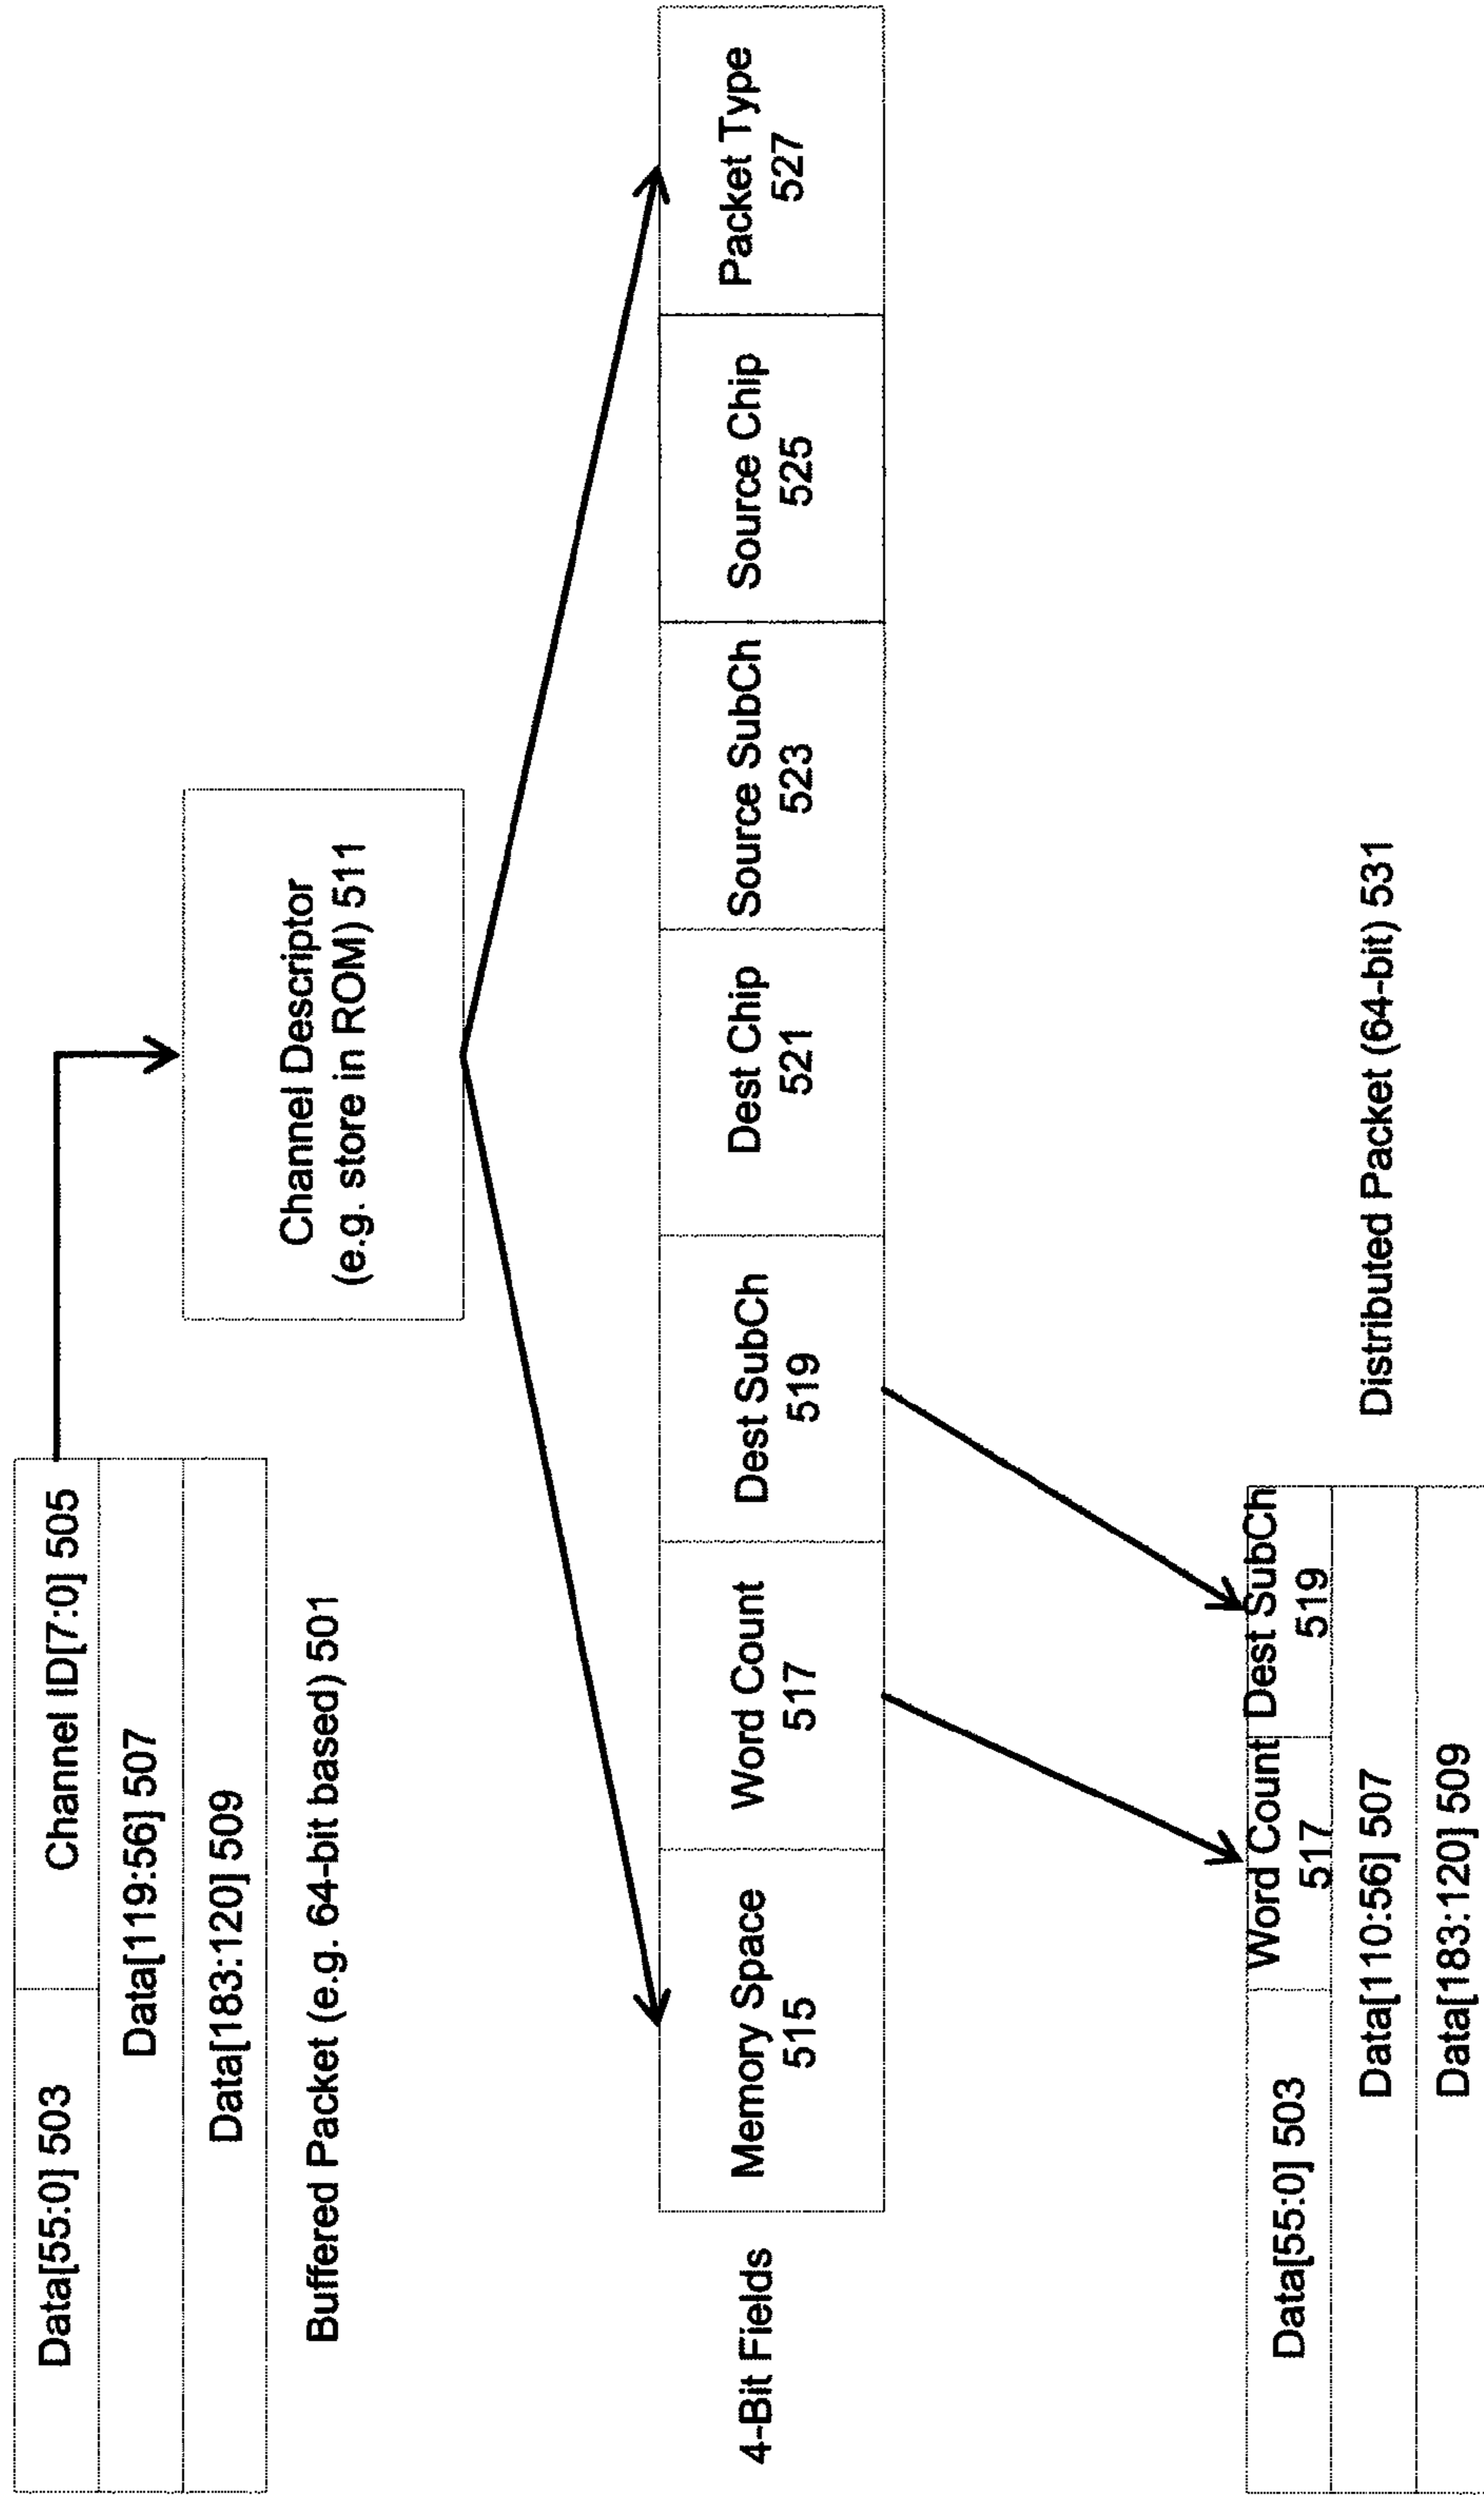 Data[55:0] 503
Channel ID[7:0] 505
Data[119:56] 507
Data[183:120] 509
Buffered Packet (e.g. 64-bit based) 501
Channel Descriptor
(e.g. store in ROM) 511
4-Bit Fields
Memory Space
515
Word Count
517
Dest SubCh
519
Dest Chip
521
Source SubCh
523
Source Chip
525
Packet Type
527
Data[55:0] 503
Word Count
517
Dest SubCh
519
Data[110:56] 507
Data[183:120] 509
Distributed Packet (64-bit) 531